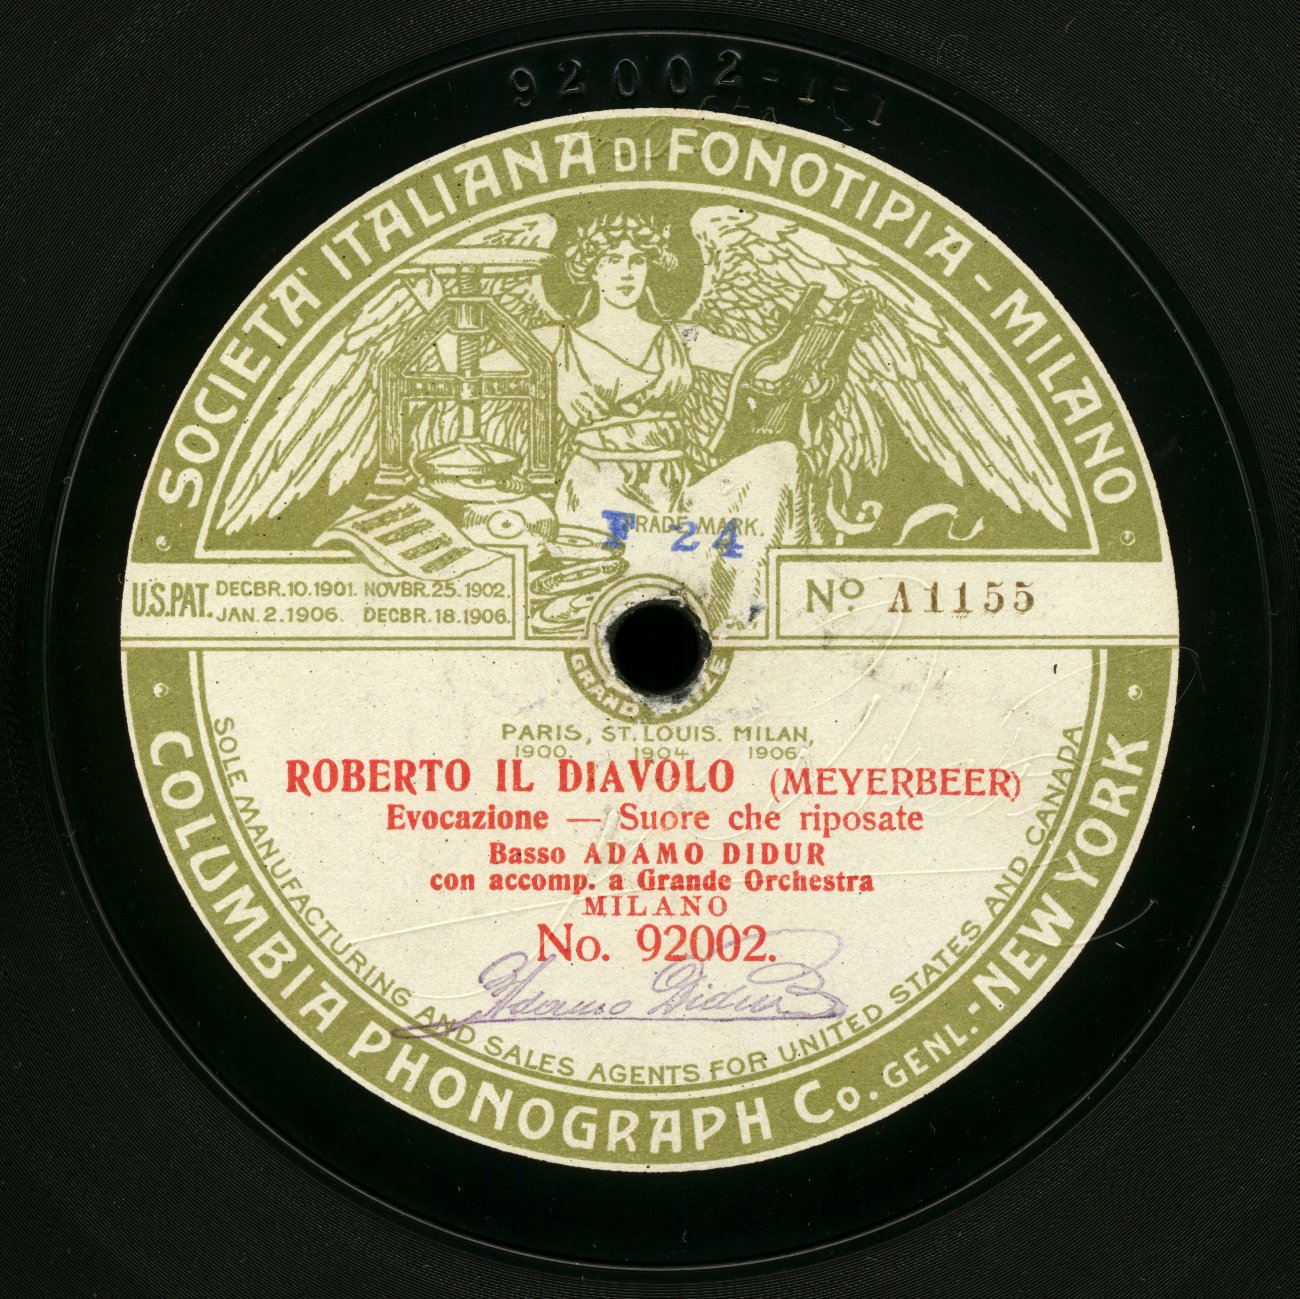 92002-1-1
SOCIETA' ITALIANA DI FONOTIPIA - MILANO
TRADE MARK.
F 24
U.S.PAT. DECBR.10.1901. NOVBR.25.1902.
JAN.2.1906. DECBR.18.1906.
No A1155
GRAND PRIZE
PARIS, ST.LOUIS. MILAN,
1900. 1904. 1906.
ROBERTO IL DIAVOLO (MEYERBEER)
Evocazione — Suore che riposate
Basso ADAMO DIDUR
con accomp. a Grande Orchestra
MILANO
No. 92002.
Adamo Didur
SOLE MANUFACTURING AND SALES AGENTS FOR UNITED STATES AND CANADA
COLUMBIA PHONOGRAPH Co. GENL.-NEW YORK